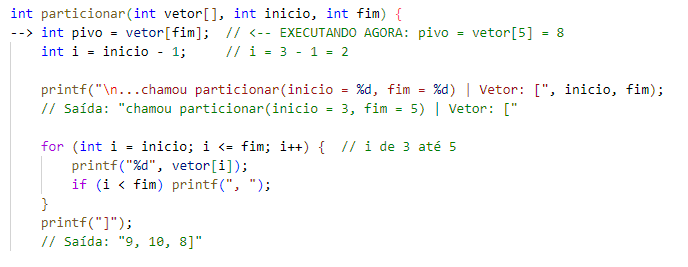 int particionar(int vetor[], int inicio, int fim) {
--> int pivo = vetor[fim];  // <-- EXECUTANDO AGORA: pivo = vetor[5] = 8
    int i = inicio - 1;     // i = 3 - 1 = 2

    printf("\n...chamou particionar(inicio = %d, fim = %d) | Vetor: [", inicio, fim);
    // Saída: "chamou particionar(inicio = 3, fim = 5) | Vetor: ["

    for (int i = inicio; i <= fim; i++) {  // i de 3 até 5
        printf("%d", vetor[i]);
        if (i < fim) printf(", ");
    }
    printf("]");
    // Saída: "9, 10, 8]"